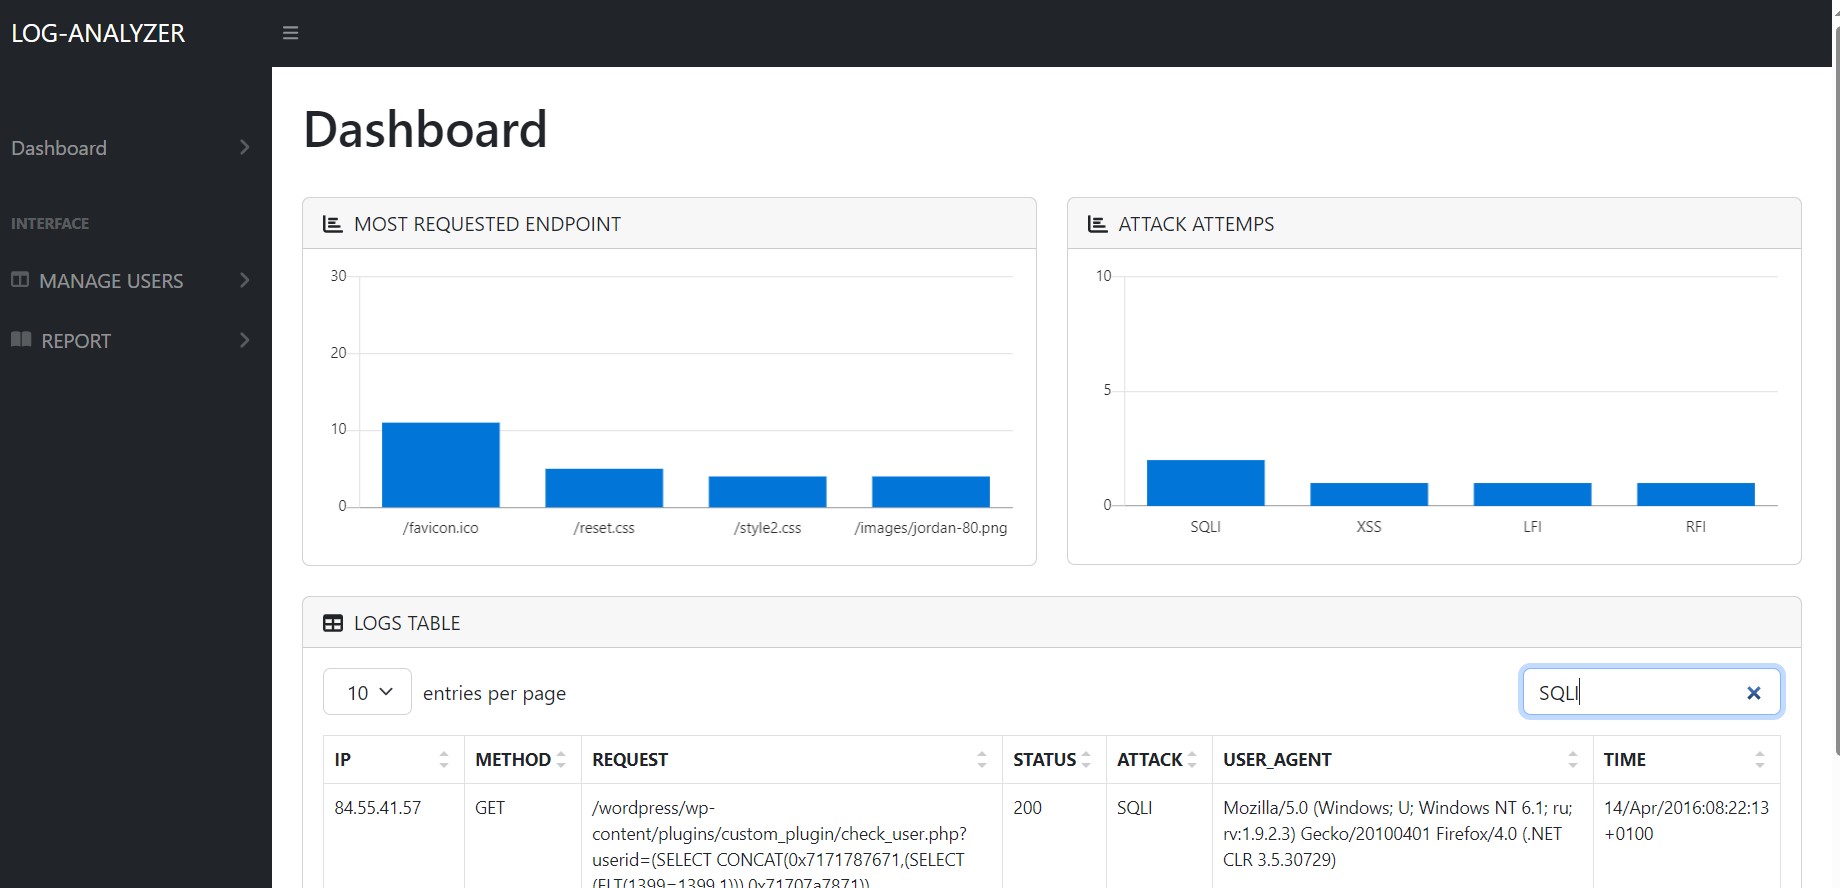 LOG-ANALYZER
Dashboard
INTERFACE
MANAGE USERS
REPORT
Dashboard
MOST REQUESTED ENDPOINT
30
20
10
0
/favicon.ico
/reset.css
/style2.css
/images/jordan-80.png
ATTACK ATTEMPS
10
5
0
SQLI
XSS
LFI
RFI
LOGS TABLE
10 entries per page
SQLI
IP METHOD REQUEST STATUS ATTACK USER_AGENT TIME
84.55.41.57
GET
/wordpress/wp-
content/plugins/custom_plugin/check_user.php?
userid=(SELECT CONCAT(0x7171787671,(SELECT
(ELT(1399=1399,1))),0x71707a7871))
200
SQLI
Mozilla/5.0 (Windows; U; Windows NT 6.1; ru;
rv:1.9.2.3) Gecko/20100401 Firefox/4.0 (.NET
CLR 3.5.30729)
14/Apr/2016:08:22:13
+0100